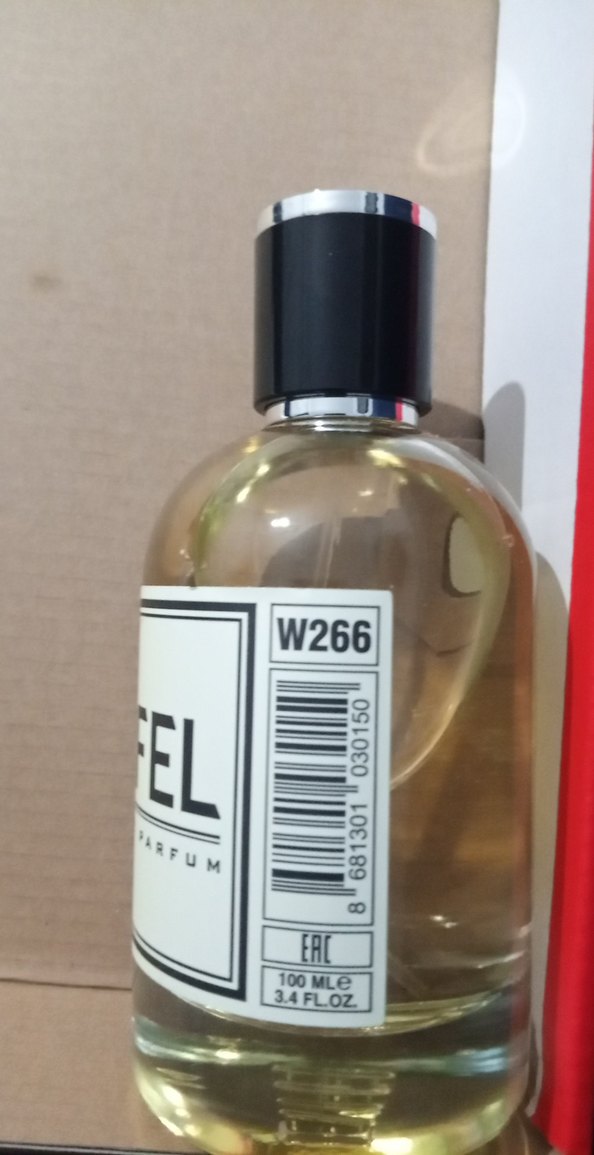 FEL
PARFUM
W266
8 681301 030150
EAC
100 ML℮
3.4 FL.OZ.